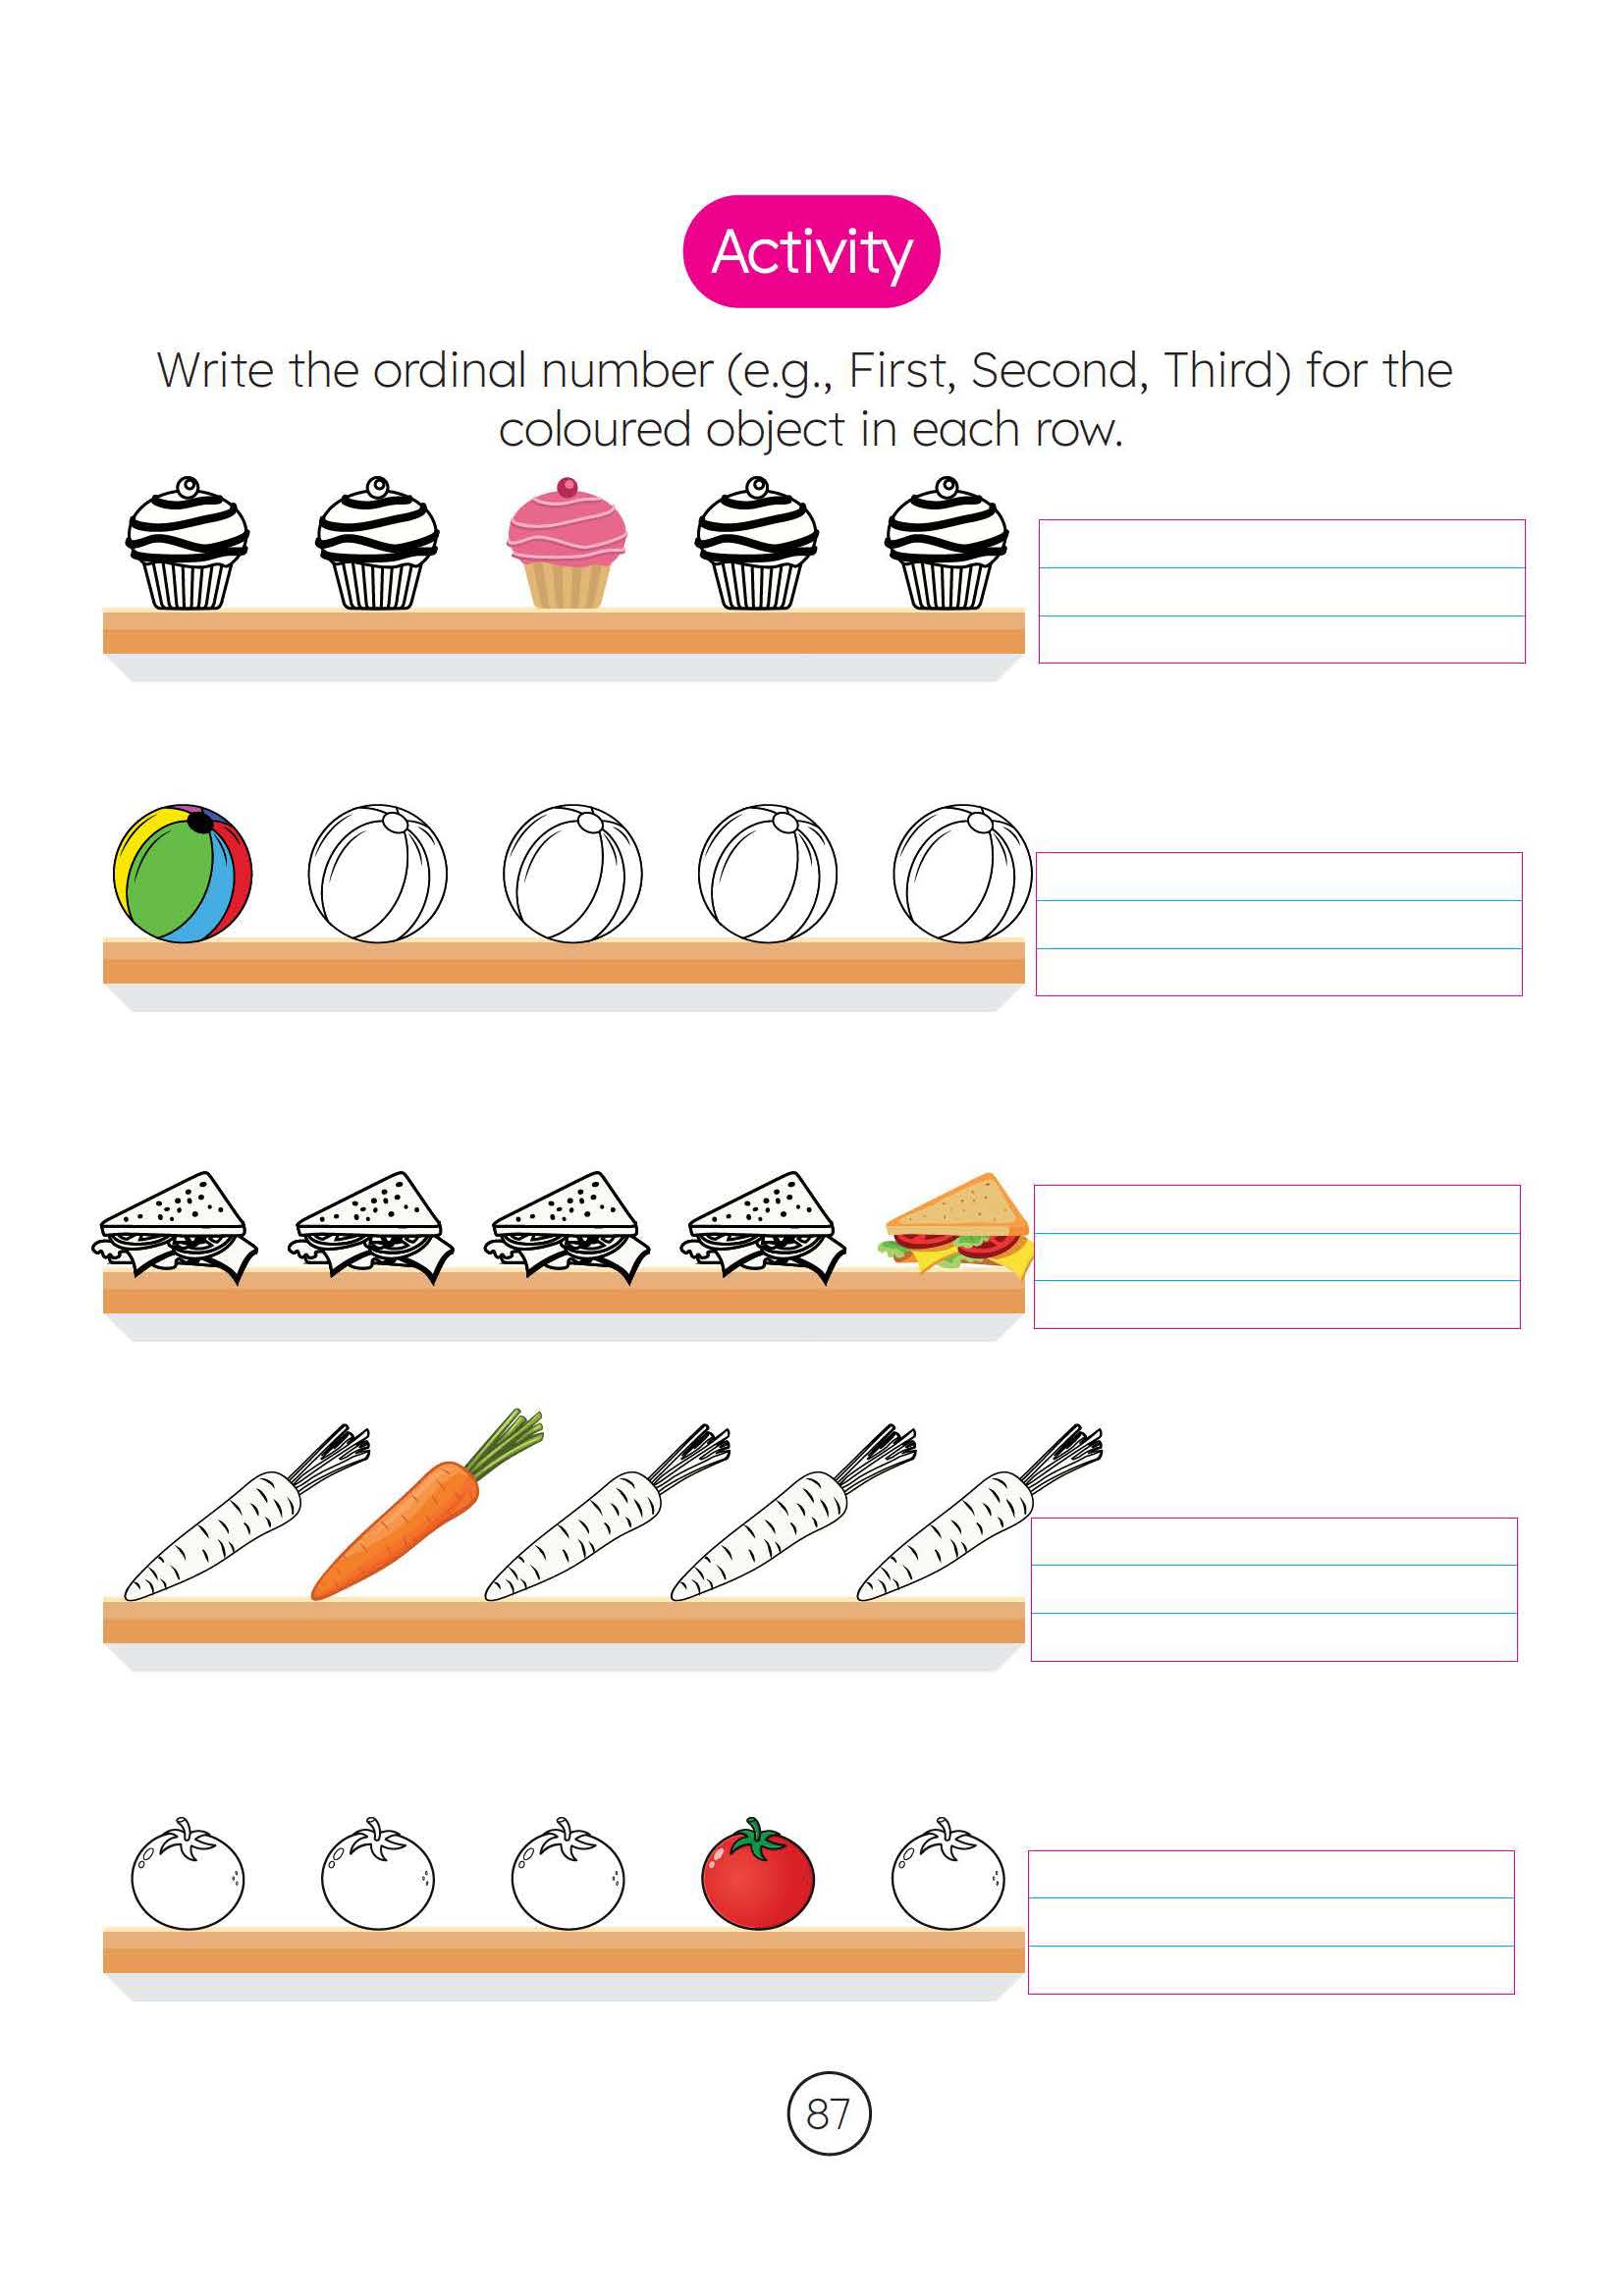 Activity
Write the ordinal number (e.g., First, Second, Third) for the
coloured object in each row.
87